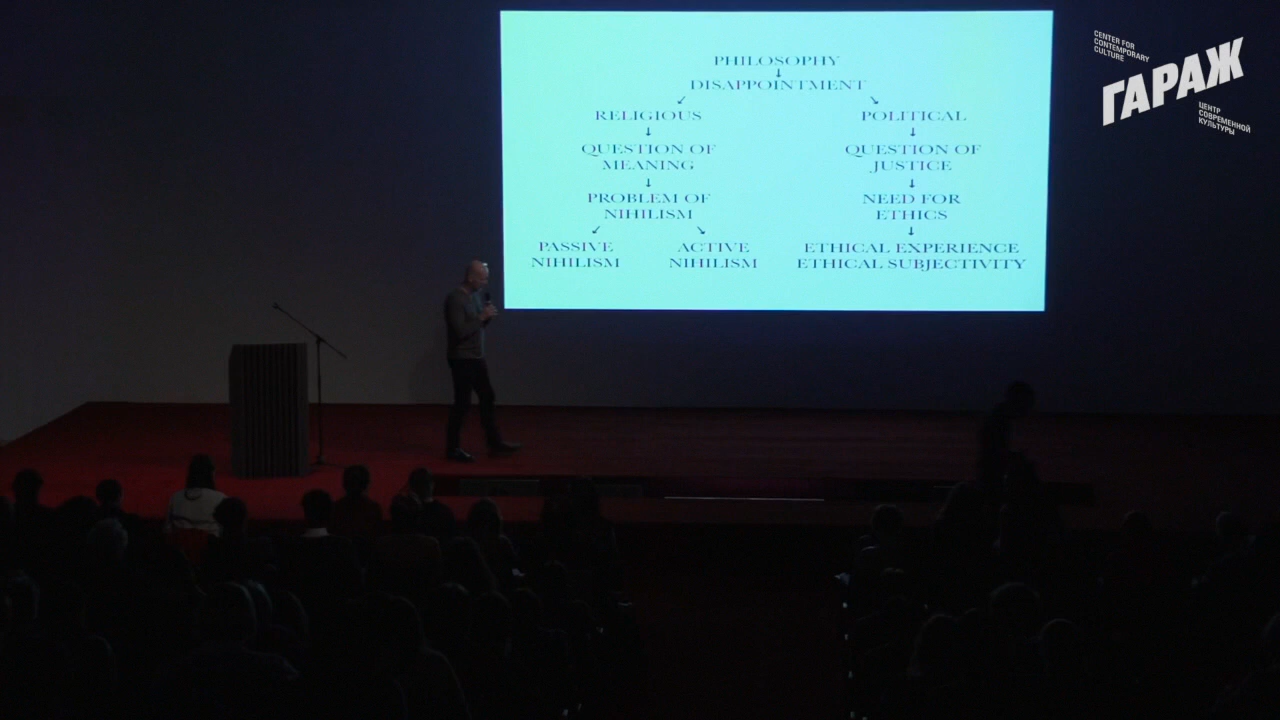 PHILOSOPHY
DISAPPOINTMENT
RELIGIOUS
POLITICAL
QUESTION OF
MEANING
QUESTION OF
JUSTICE
PROBLEM OF
NIHILISM
NEED FOR
ETHICS
PASSIVE
NIHILISM
ACTIVE
NIHILISM
ETHICAL EXPERIENCE
ETHICAL SUBJECTIVITY
CENTER FOR
CONTEMPORARY
CULTURE
ГАРАЖ
ЦЕНТР
СОВРЕМЕННОЙ
КУЛЬТУРЫ